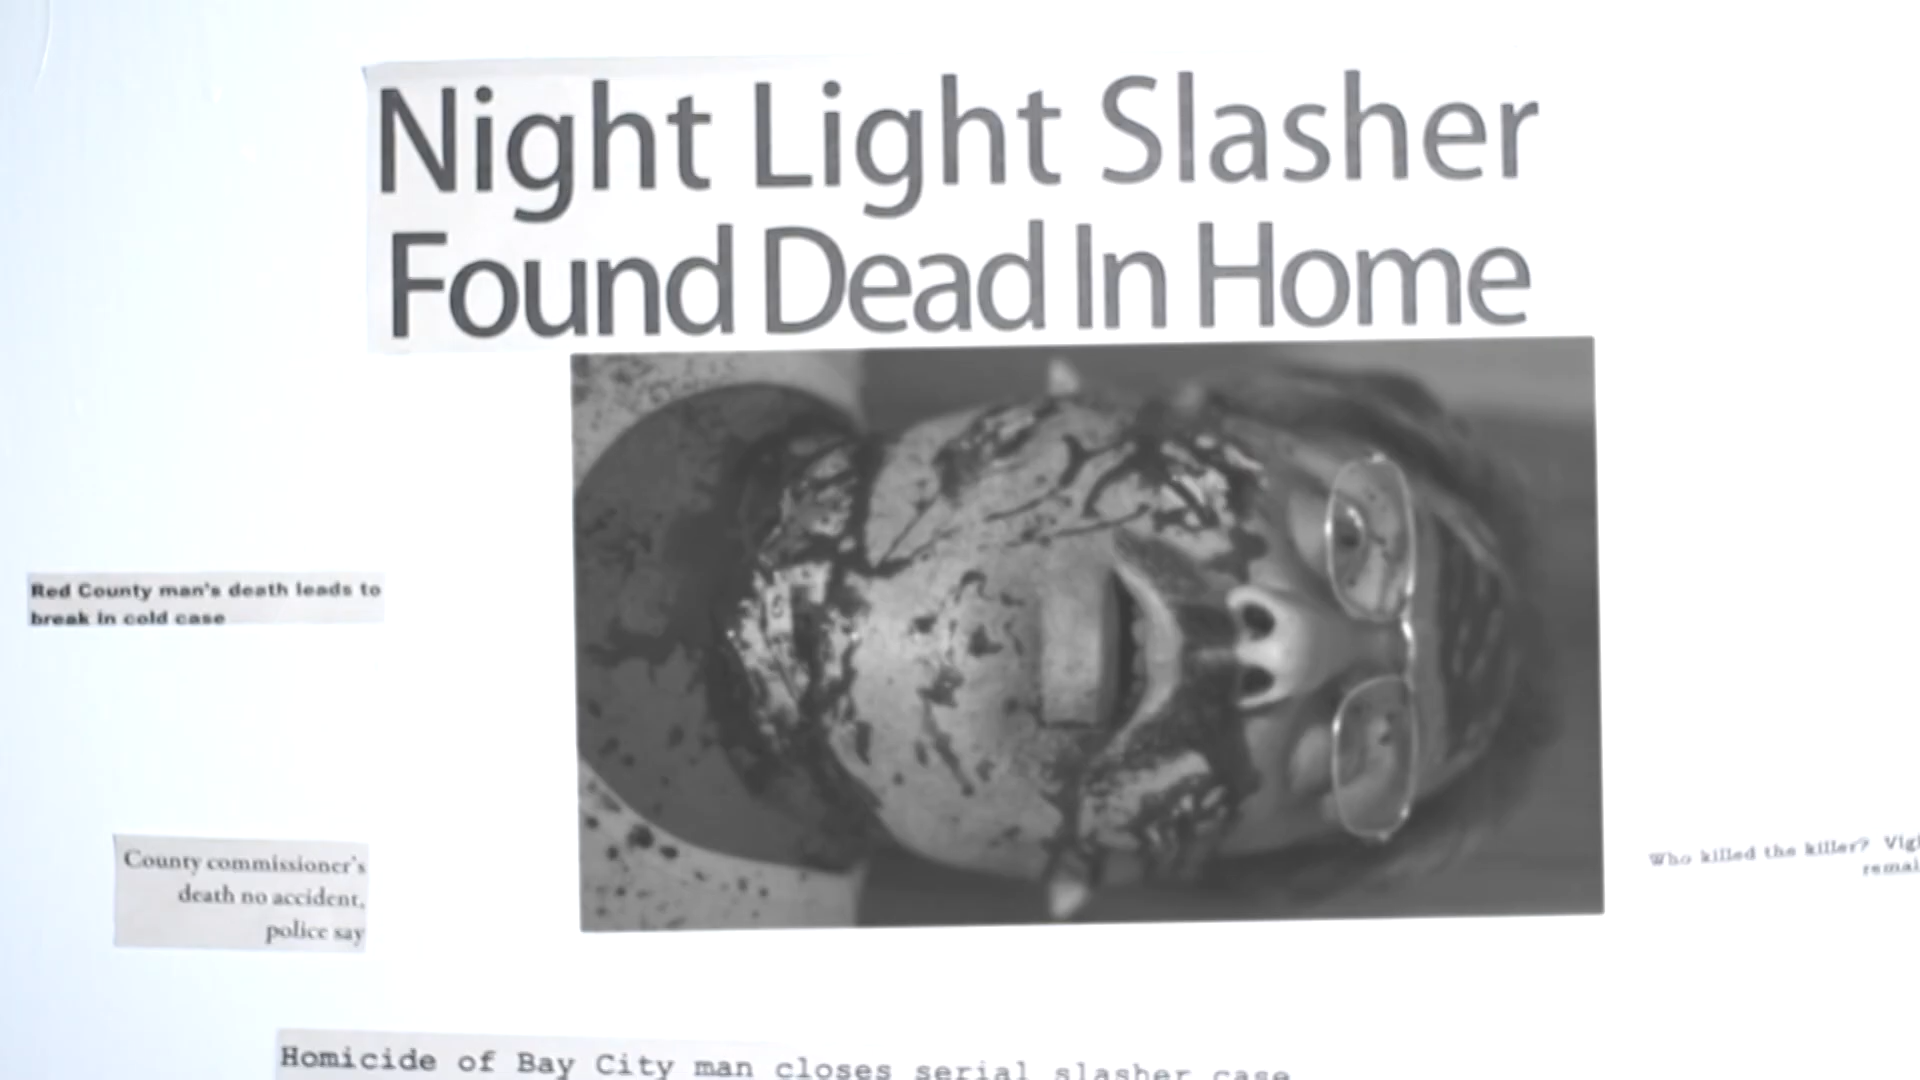 Night Light Slasher
Found Dead In Home
Red County man's death leads to
break in cold case
County commissioner's
death no accident,
police say
Who killed the killer?
Homicide of Bay City man closes serial slasher case